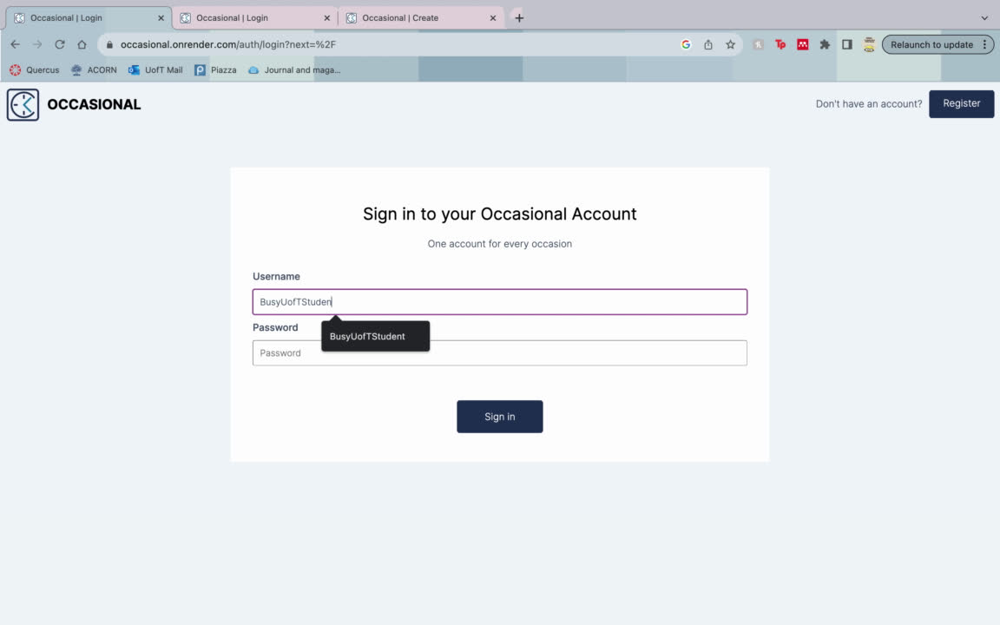 Occasional | Login
Occasional | Login
Occasional | Create
occasional.onrender.com/auth/login?next=%2F
Relaunch to update
Quercus
ACORN
UofT Mail
Piazza
Journal and maga...
OCCASIONAL
Don't have an account?
Register
Sign in to your Occasional Account
One account for every occasion
Username
BusyUofTStuden
Password
BusyUofTStudent
Password
Sign in